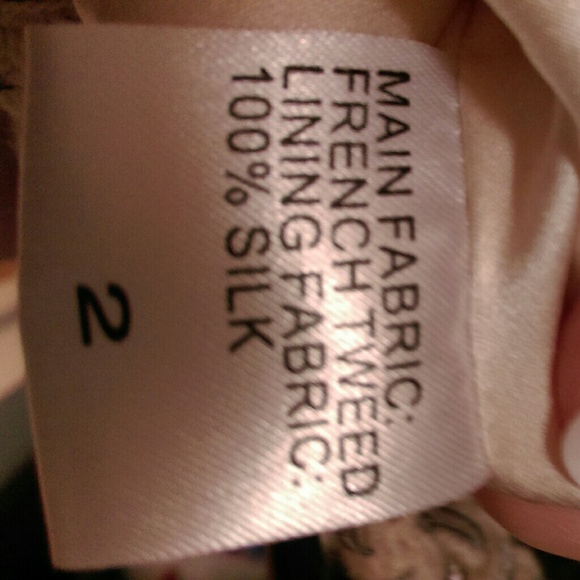 MAIN FABRIC:
FRENCH TWEED
LINING FABRIC:
100% SILK
2